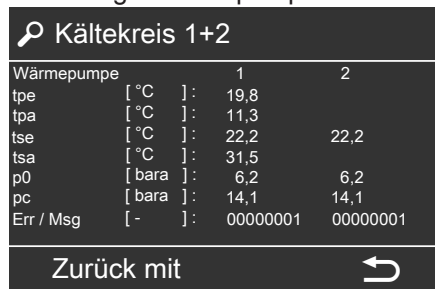 Kältekreis 1+2
Wärmepumpe 1 2
tpe [ °C ] : 19,8
tpa [ °C ] : 11,3
tse [ °C ] : 22,2 22,2
tsa [ °C ] : 31,5
p0 [ bara ] : 6,2 6,2
pc [ bara ] : 14,1 14,1
Err / Msg [ - ] : 00000001 00000001
Zurück mit